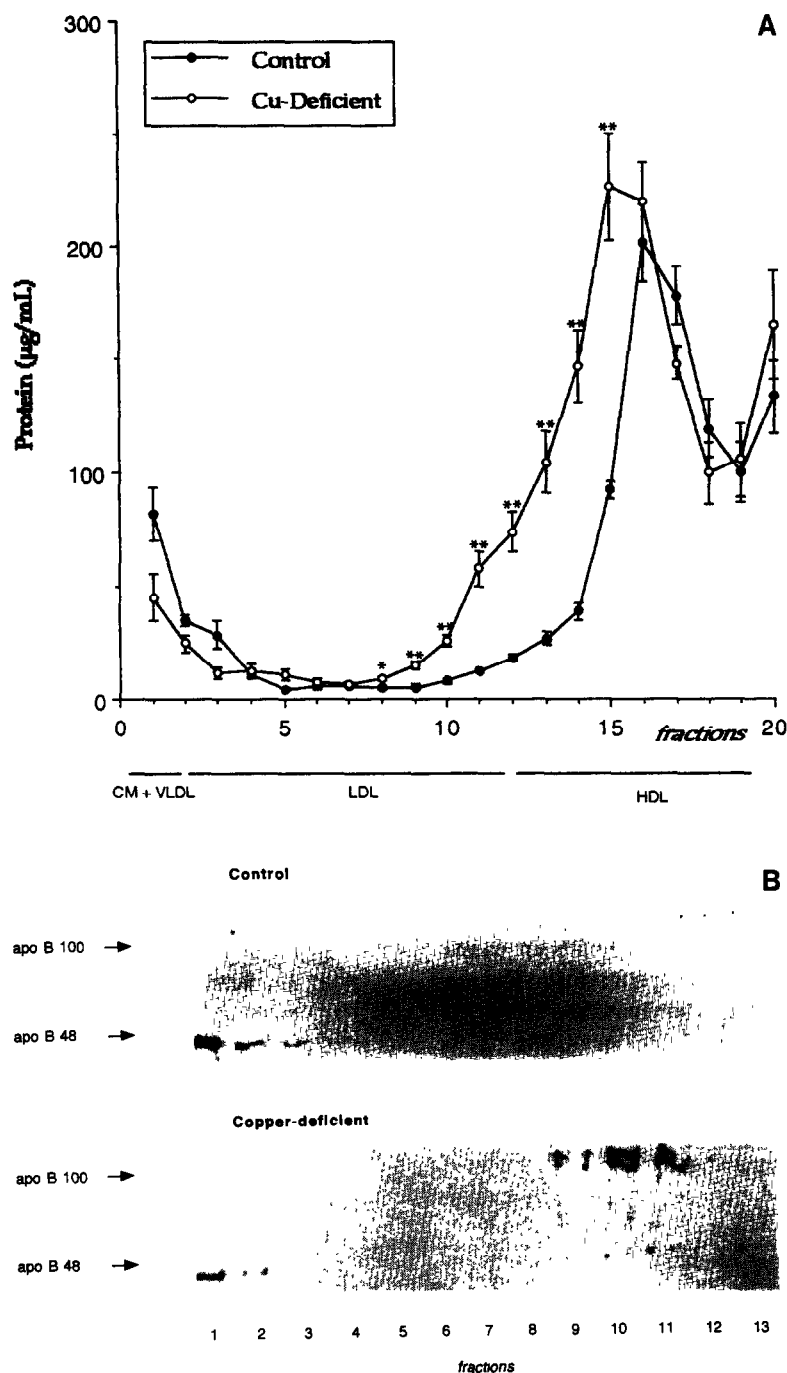 A
300
Control
Cu-Deficient
**
200
**
**
**
**
100
**
**
*
0
Protein (µg/mL)
0 5 10 15 fractions 20
CM + VLDL LDL HDL
Control
B
apo B 100
apo B 48
Copper-deficient
apo B 100
apo B 48
1 2 3 4 5 6 7 8 9 10 11 12 13
fractions